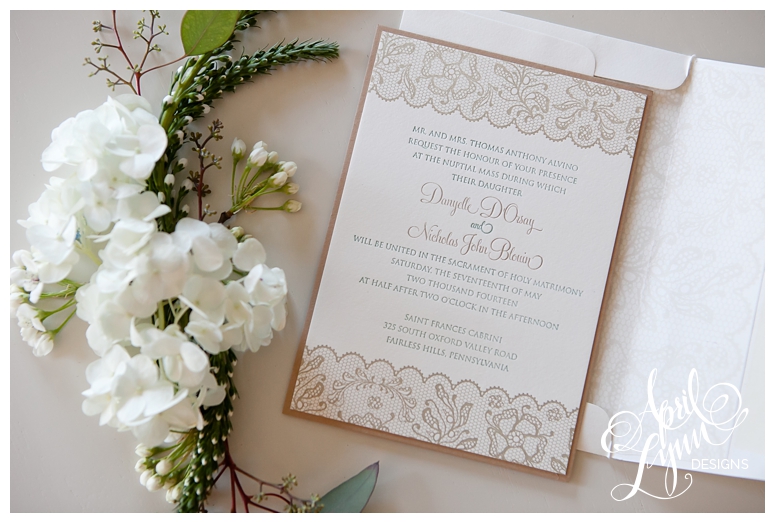 MR. AND MRS. THOMAS ANTHONY ALVINO
REQUEST THE HONOUR OF YOUR PRESENCE
AT THE NUPTIAL MASS DURING WHICH
THEIR DAUGHTER
Danyelle D'Orsay
and
Nicholas John Blouin
WILL BE UNITED IN THE SACRAMENT OF HOLY MATRIMONY
SATURDAY, THE SEVENTEENTH OF MAY
TWO THOUSAND FOURTEEN
AT HALF AFTER TWO O'CLOCK IN THE AFTERNOON
SAINT FRANCES CABRINI
325 SOUTH OXFORD VALLEY ROAD
FAIRLESS HILLS, PENNSYLVANIA
April
Lynn
DESIGNS